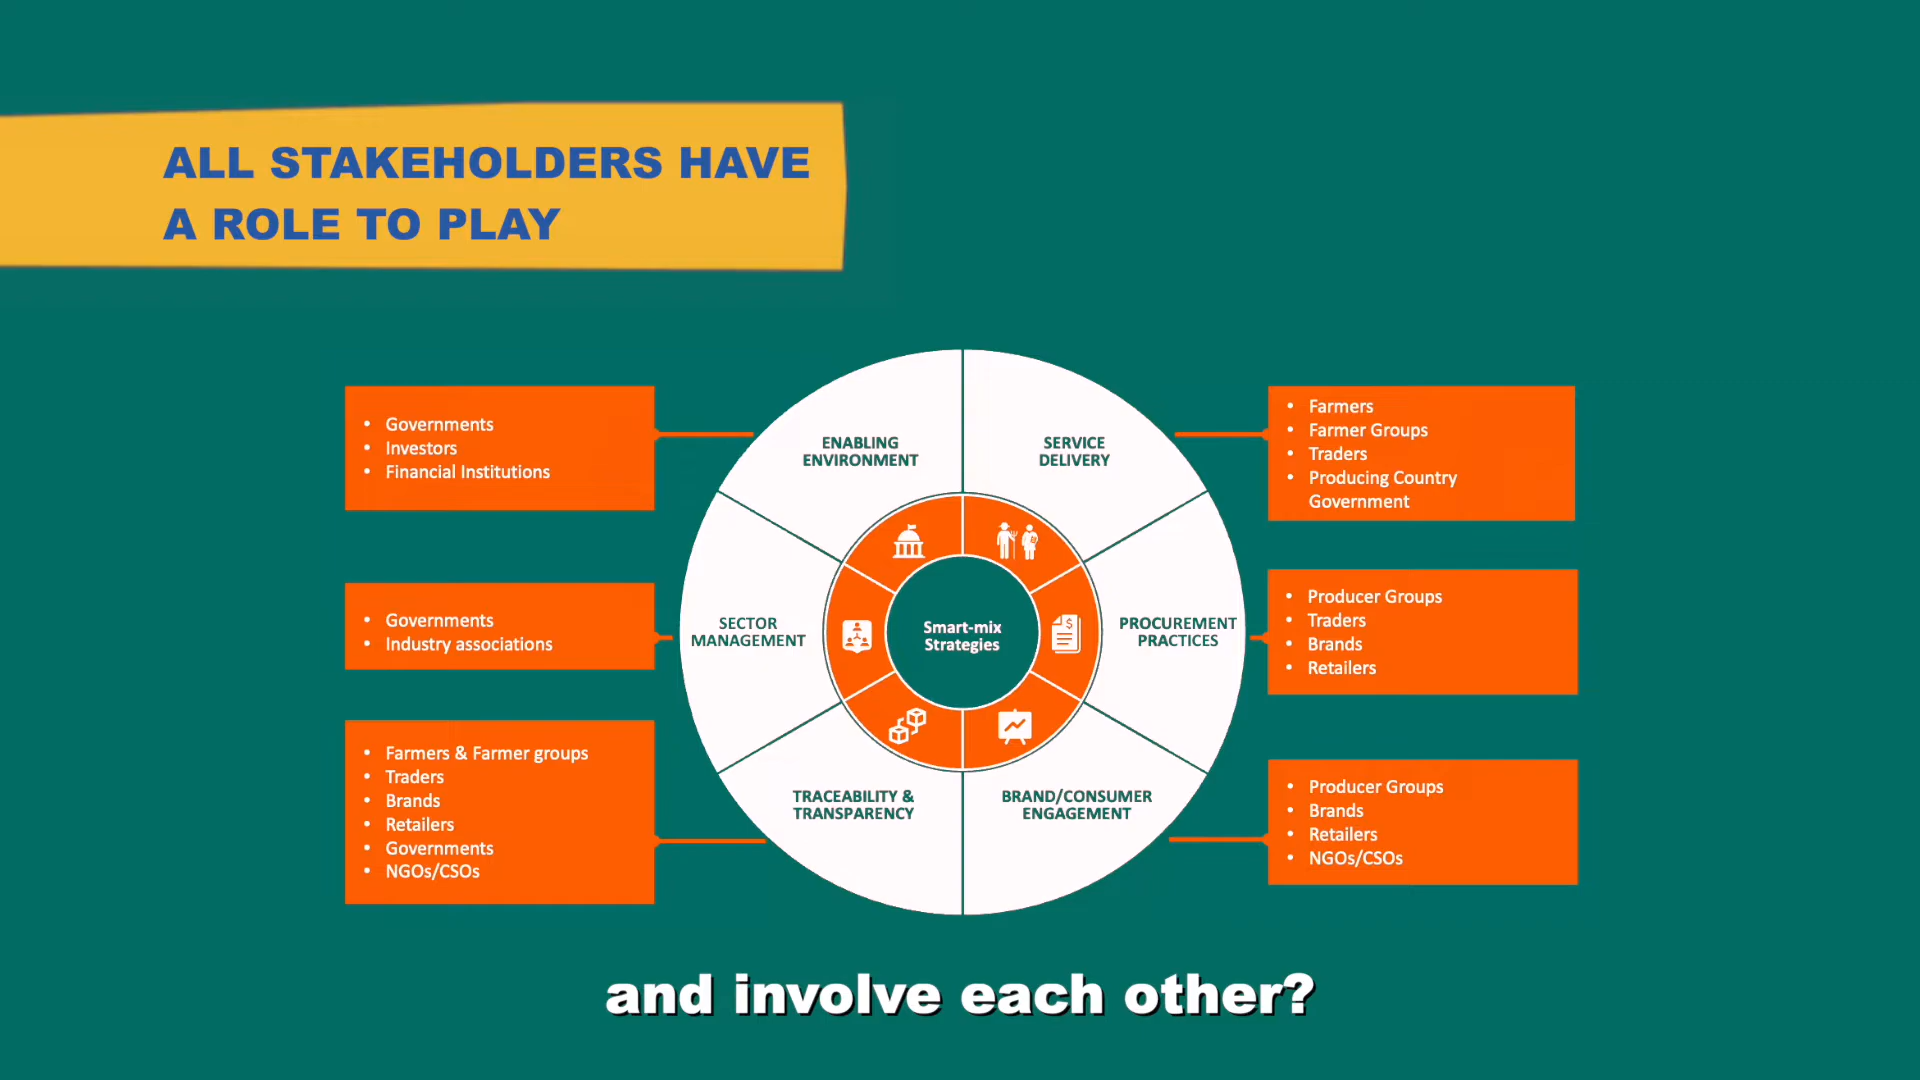 ALL STAKEHOLDERS HAVE
A ROLE TO PLAY
• Governments
• Investors
• Financial Institutions
• Governments
• Industry associations
• Farmers & Farmer groups
• Traders
• Brands
• Retailers
• Governments
• NGOs/CSOs
ENABLING
ENVIRONMENT
SERVICE
DELIVERY
SECTOR
MANAGEMENT
Smart-mix
Strategies
PROCUREMENT
PRACTICES
TRACEABILITY &
TRANSPARENCY
BRAND/CONSUMER
ENGAGEMENT
• Farmers
• Farmer Groups
• Traders
• Producing Country
Government
• Producer Groups
• Traders
• Brands
• Retailers
• Producer Groups
• Brands
• Retailers
• NGOs/CSOs
and involve each other?